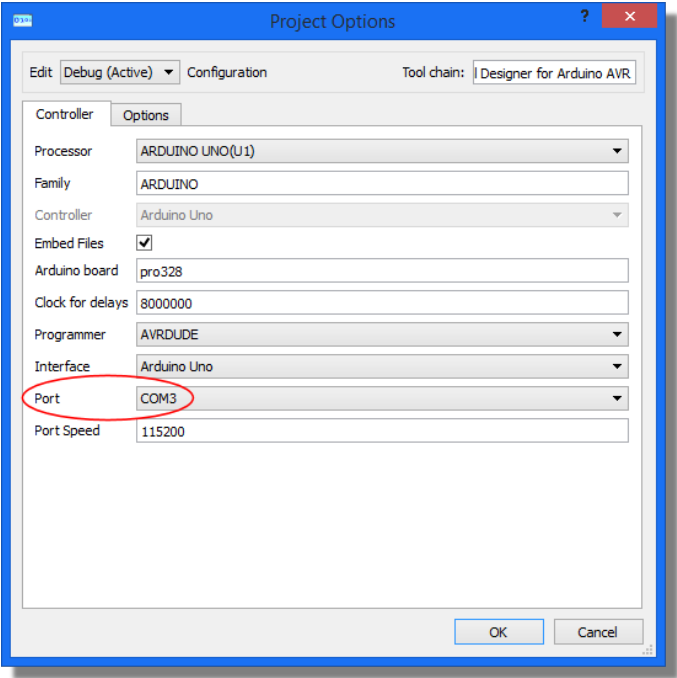 Project Options
?
Edit Debug (Active) Configuration Tool chain: l Designer for Arduino AVR
Controller Options
Processor ARDUINO UNO(U1)
Family ARDUINO
Controller Arduino Uno
Embed Files
Arduino board pro328
Clock for delays 8000000
Programmer AVRDUDE
Interface Arduino Uno
Port COM3
Port Speed 115200
OK Cancel